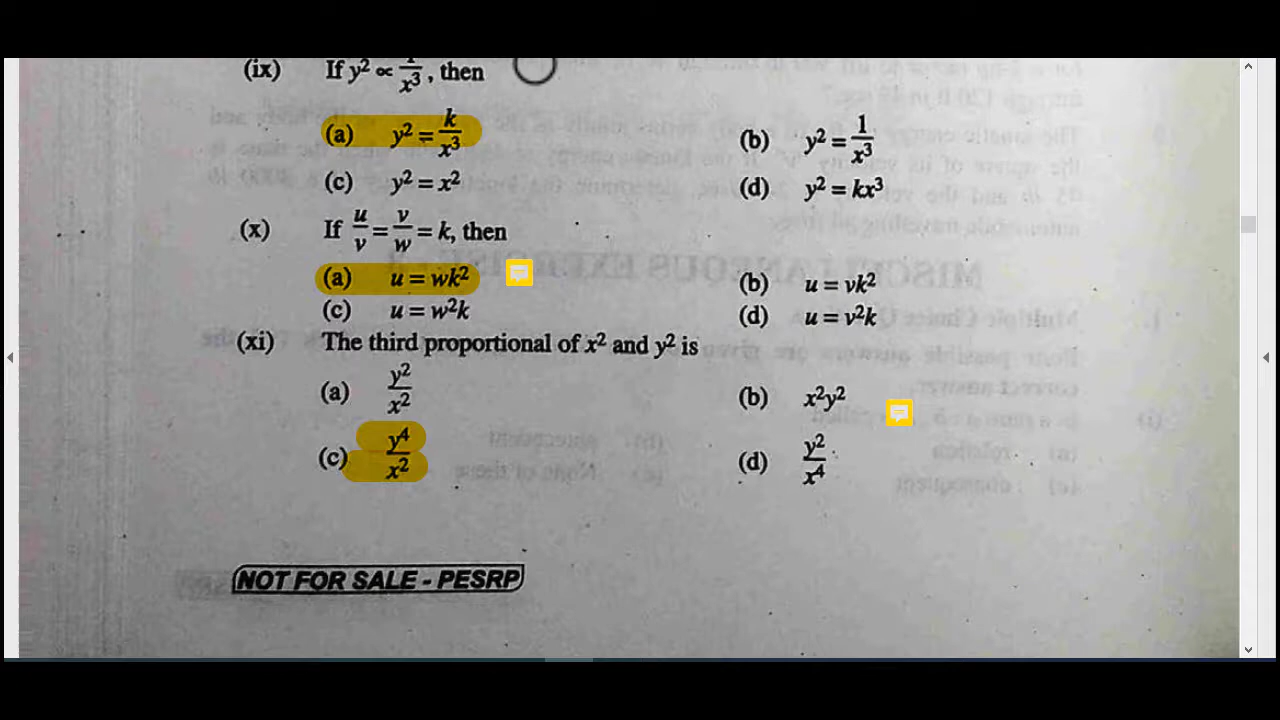 (ix) If y² ∝ 1/x³, then
(a) y² = k/x³ (b) y² = 1/x³
(c) y² = x² (d) y² = kx³
(x) If u/v = v/w = k, then
(a) u = wk² (b) u = vk²
(c) u = w²k (d) u = v²k
(xi) The third proportional of x² and y² is
(a) y²/x² (b) x²y²
(c) y⁴/x² (d) y²/x⁴
NOT FOR SALE - PESRP